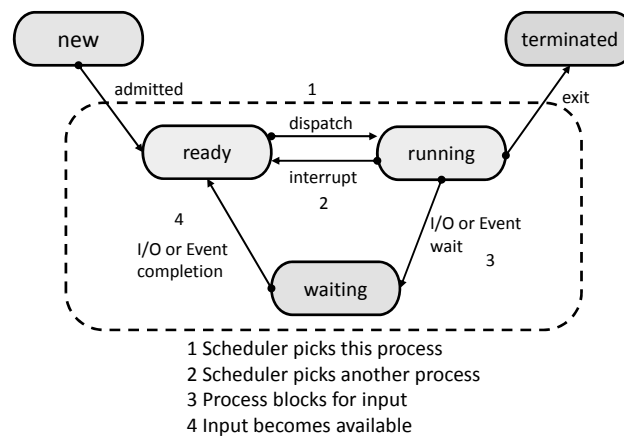 new
terminated
admitted
1
exit
dispatch
ready
running
interrupt
2
4
I/O or Event
completion
I/O or Event
wait
3
waiting
1 Scheduler picks this process
2 Scheduler picks another process
3 Process blocks for input
4 Input becomes available